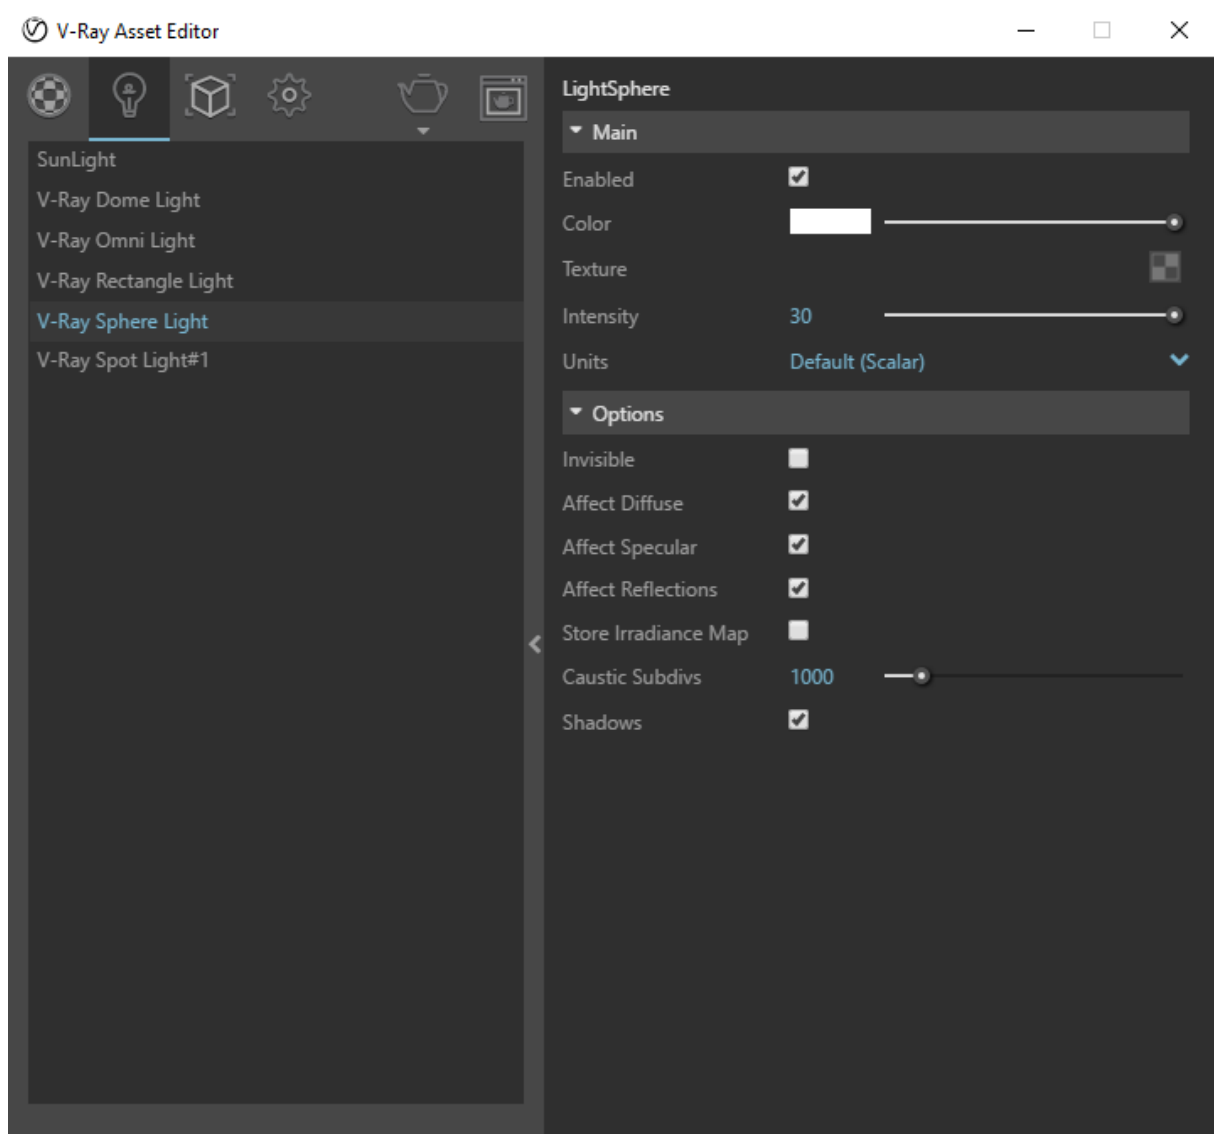 V-Ray Asset Editor
SunLight
V-Ray Dome Light
V-Ray Omni Light
V-Ray Rectangle Light
V-Ray Sphere Light
V-Ray Spot Light#1
LightSphere
Main
Enabled
Color
Texture
Intensity 30
Units Default (Scalar)
Options
Invisible
Affect Diffuse
Affect Specular
Affect Reflections
Store Irradiance Map
Caustic Subdivs 1000
Shadows